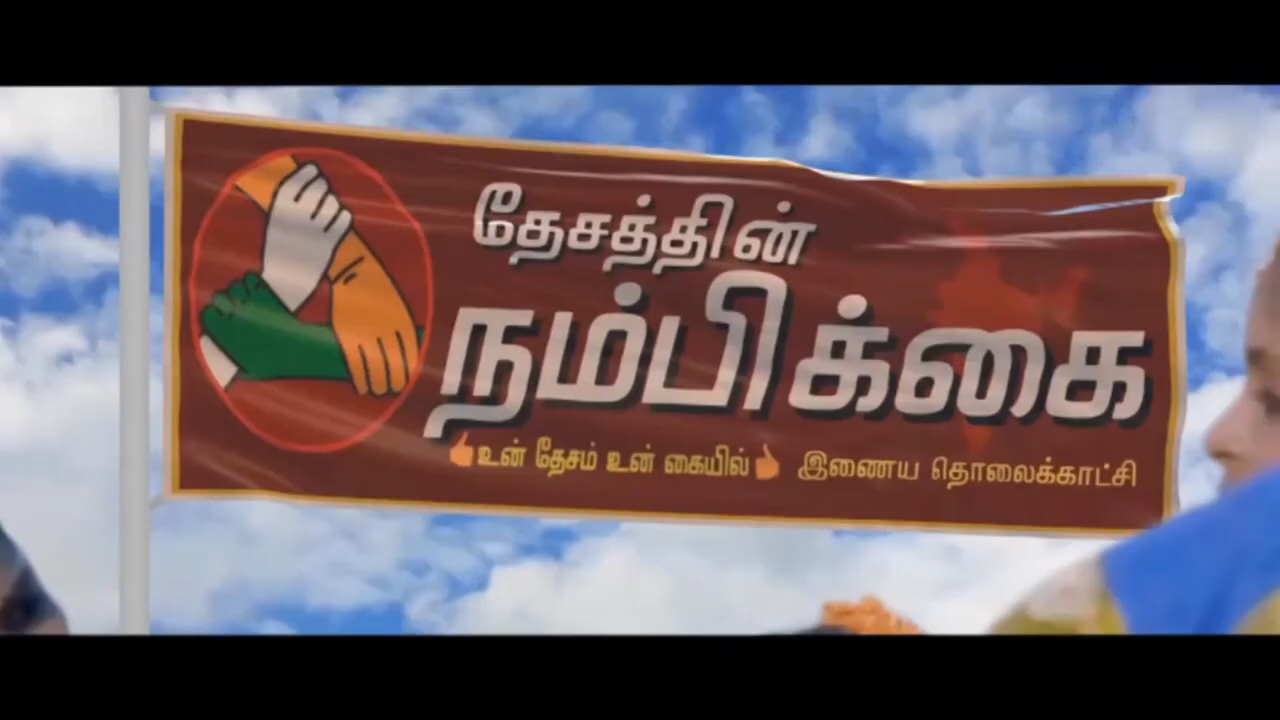 தேசத்தின்
நம்பிக்கை
உன் தேசம் உன் கையில் இணைய தொலைக்காட்சி